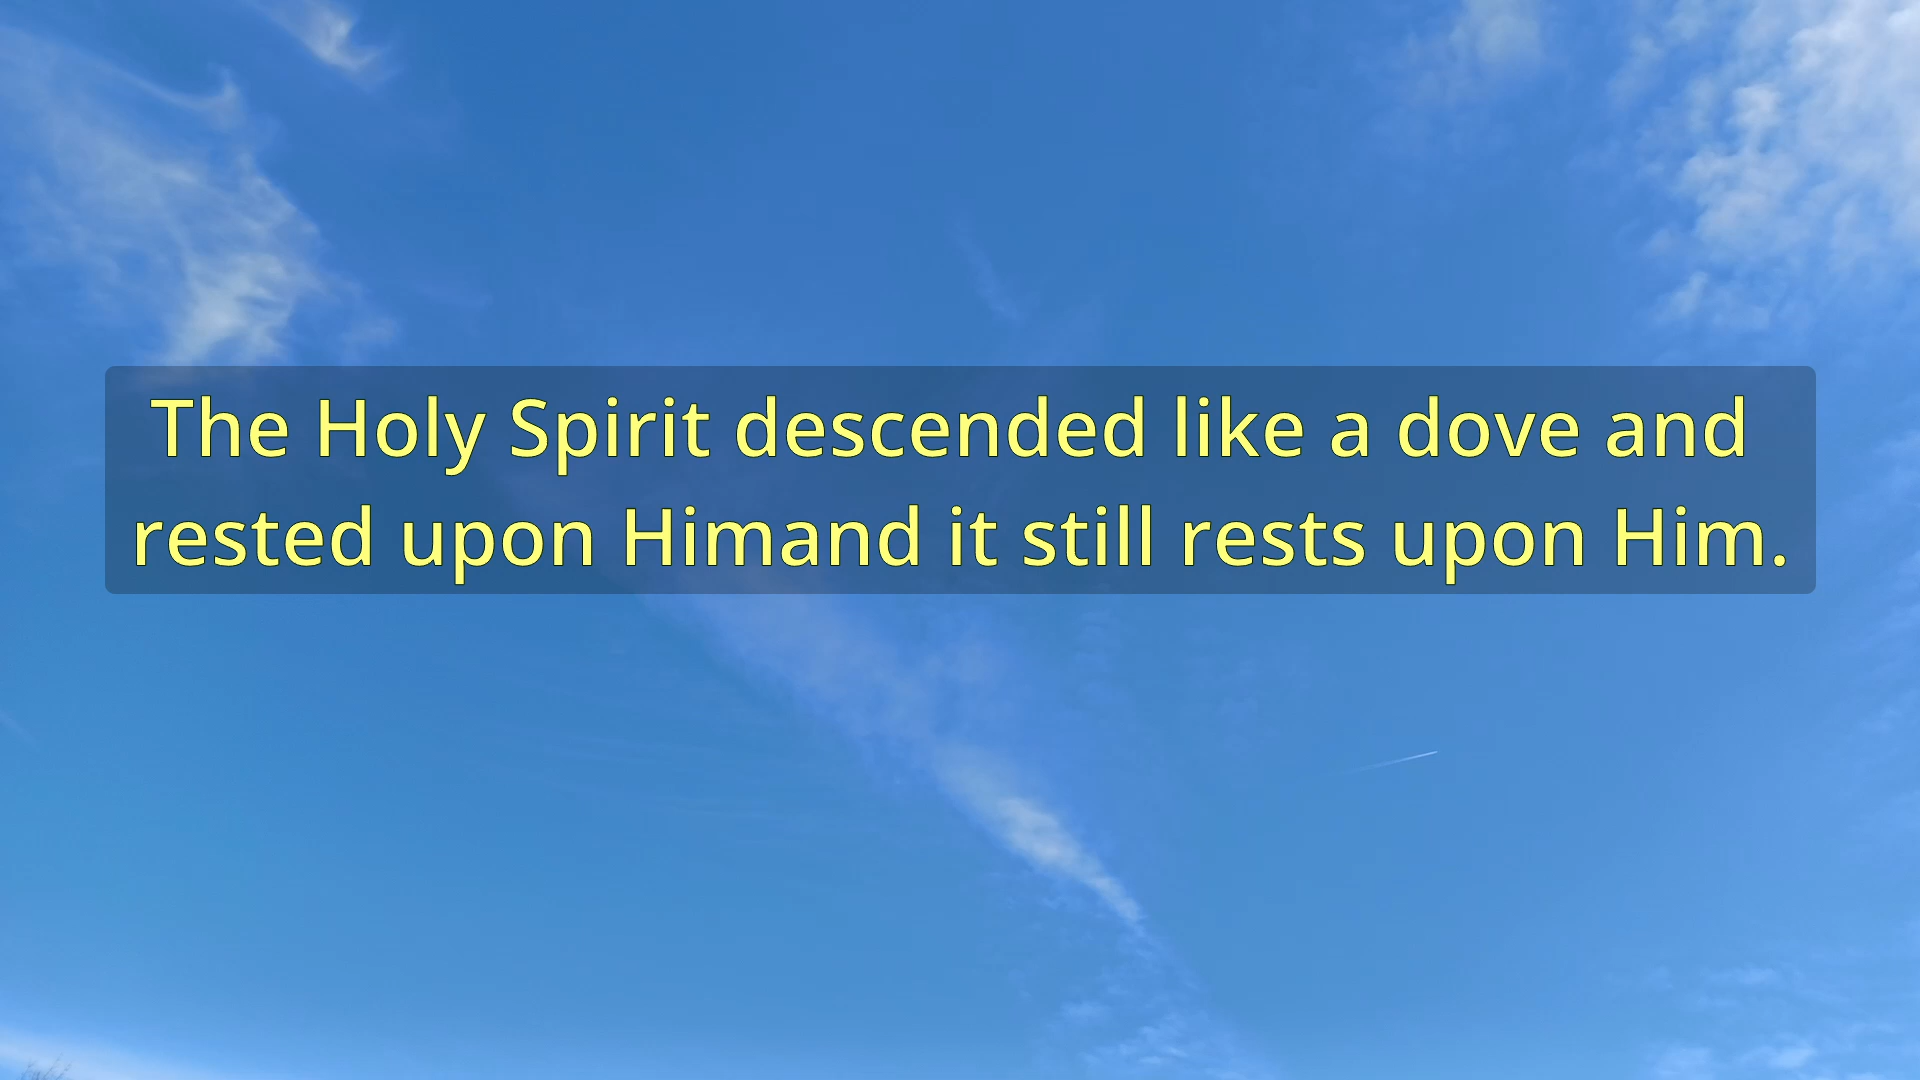 The Holy Spirit descended like a dove and
rested upon Himand it still rests upon Him.